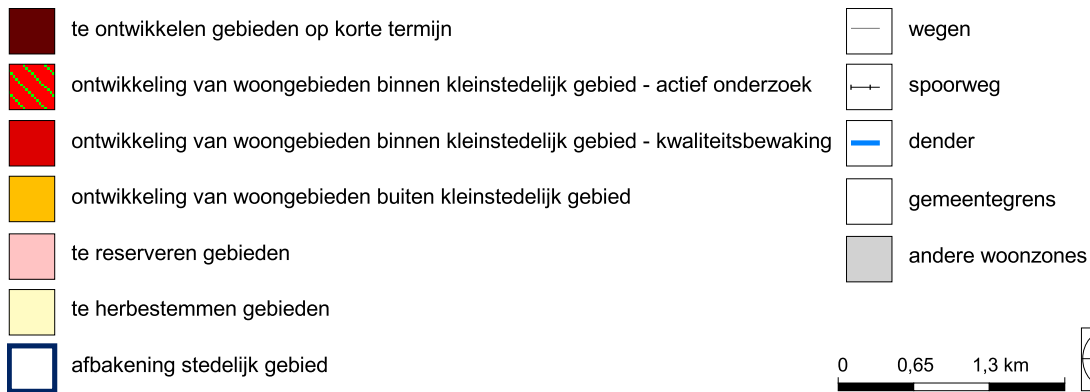 te ontwikkelen gebieden op korte termijn
ontwikkeling van woongebieden binnen kleinstedelijk gebied - actief onderzoek
ontwikkeling van woongebieden binnen kleinstedelijk gebied - kwaliteitsbewaking
ontwikkeling van woongebieden buiten kleinstedelijk gebied
te reserveren gebieden
te herbestemmen gebieden
afbakening stedelijk gebied
wegen
spoorweg
dender
gemeentegrens
andere woonzones
0 0,65 1,3 km